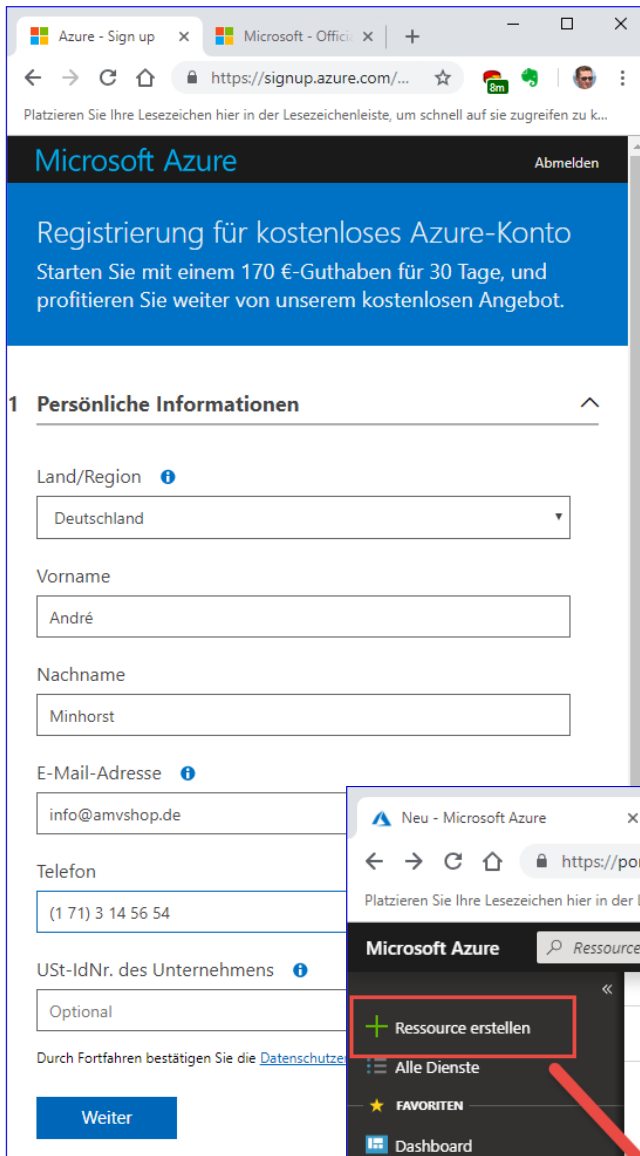 Azure - Sign up
Microsoft - Offici
https://signup.azure.com/...
8m
Platzieren Sie Ihre Lesezeichen hier in der Lesezeichenleiste, um schnell auf sie zugreifen zu k...
Microsoft Azure
Abmelden
Registrierung für kostenloses Azure-Konto
Starten Sie mit einem 170 €-Guthaben für 30 Tage, und
profitieren Sie weiter von unserem kostenlosen Angebot.
1 Persönliche Informationen
Land/Region
Deutschland
Vorname
André
Nachname
Minhorst
E-Mail-Adresse
info@amvshop.de
Telefon
(1 71) 3 14 56 54
USt-IdNr. des Unternehmens
Optional
Durch Fortfahren bestätigen Sie die Datenschutze
Weiter
Neu - Microsoft Azure
https://por
Platzieren Sie Ihre Lesezeichen hier in der
Microsoft Azure
Ressource
«
Ressource erstellen
Alle Dienste
FAVORITEN
Dashboard